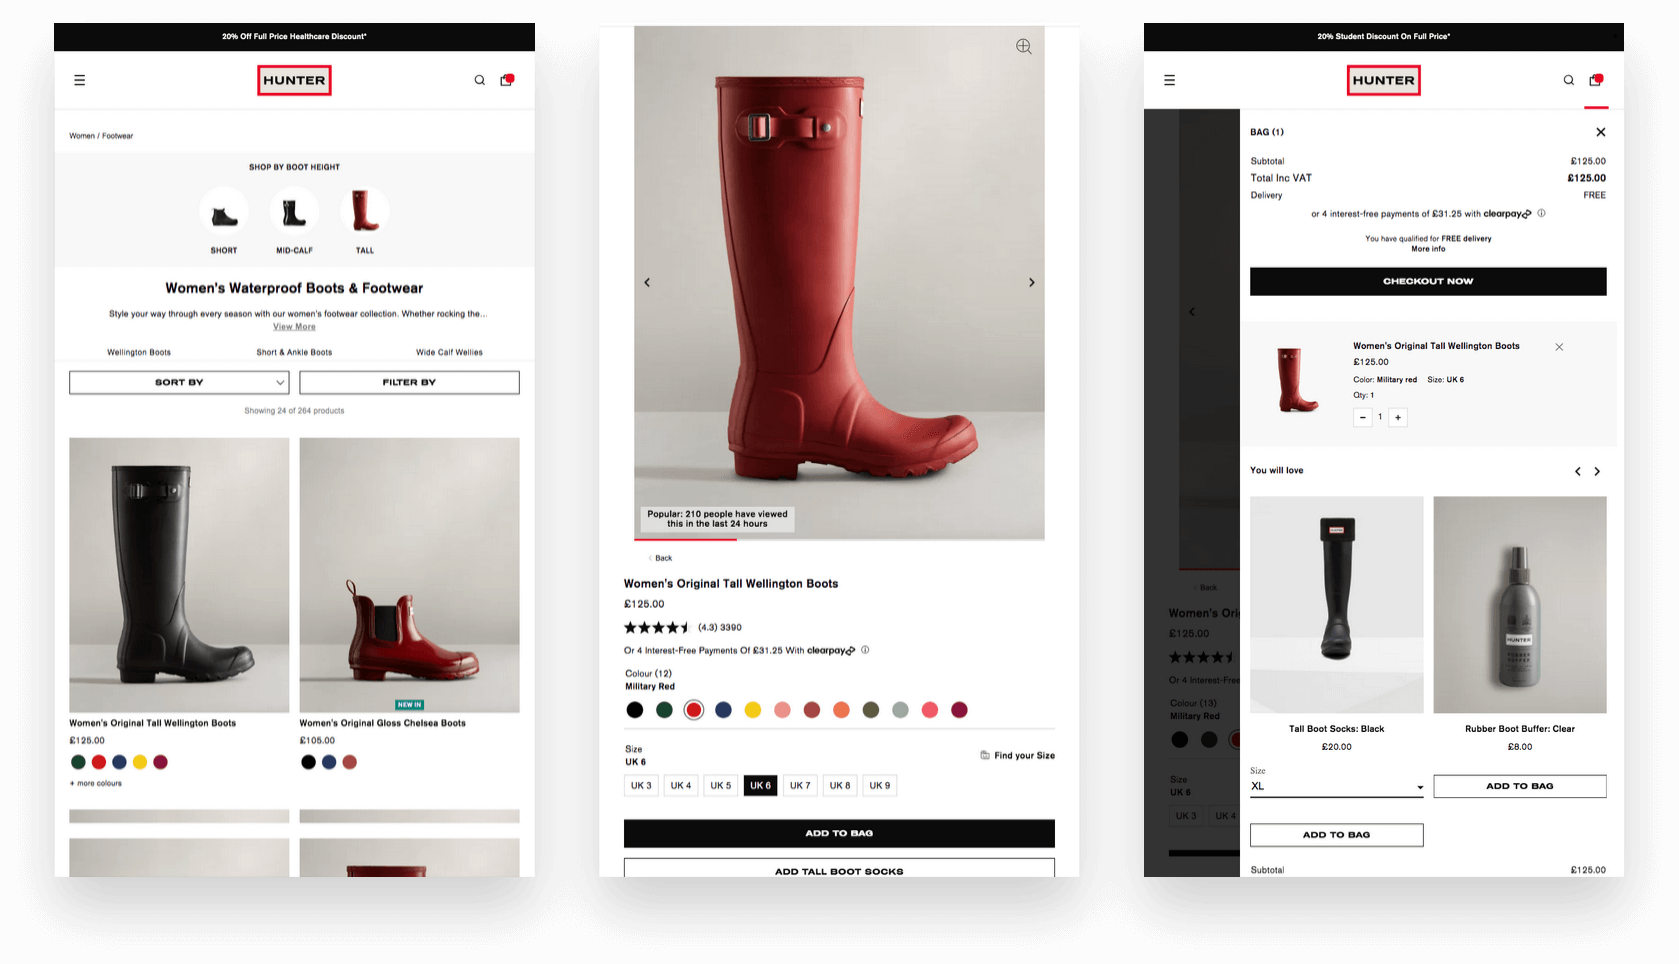 20% Off Full Price Healthcare Discount*
HUNTER
Women / Footwear
SHOP BY BOOT HEIGHT
SHORT MID-CALF TALL
Women's Waterproof Boots & Footwear
Style your way through every season with our women's footwear collection. Whether rocking the...
View More
Wellington Boots Short & Ankle Boots Wide Calf Wellies
SORT BY FILTER BY
Showing 24 of 264 products
NEW IN
Women's Original Tall Wellington Boots Women's Original Gloss Chelsea Boots
£125.00 £105.00
+ more colours
Popular: 210 people have viewed
this in the last 24 hours
Back
Women's Original Tall Wellington Boots
£125.00
(4.3) 3390
Or 4 Interest-Free Payments Of £31.25 With clearpay
Colour (12)
Military Red
Size
UK 6
Find your Size
UK 3 UK 4 UK 5 UK 6 UK 7 UK 8 UK 9
ADD TO BAG
ADD TALL BOOT SOCKS
20% Student Discount On Full Price*
HUNTER
BAG (1)
Subtotal £125.00
Total Inc VAT £125.00
Delivery FREE
or 4 interest-free payments of £31.25 with clearpay
You have qualified for FREE delivery
More info
CHECKOUT NOW
Women's Original Tall Wellington Boots
£125.00
Color: Military red Size: UK 6
Qty: 1
- 1 +
You will love
HUNTER
HUNTER
RUBBER
BUFFER
Tall Boot Socks: Black Rubber Boot Buffer: Clear
£20.00 £8.00
Size
XL
ADD TO BAG
ADD TO BAG
Subtotal £125.00
Back
Women's Orig
£125.00
Or 4 Interest-Free
Colour (13)
Military Red
Size
UK 6
UK 3 UK 4